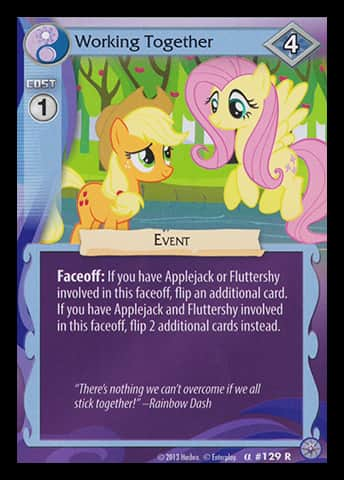 Working Together
4
COST
1
EVENT
Faceoff: If you have Applejack or Fluttershy
involved in this faceoff, flip an additional card.
If you have Applejack and Fluttershy involved
in this faceoff, flip 2 additional cards instead.
"There's nothing we can't overcome if we all
stick together!" –Rainbow Dash
© 2013 Hasbro. © Enterplay. α #129 R